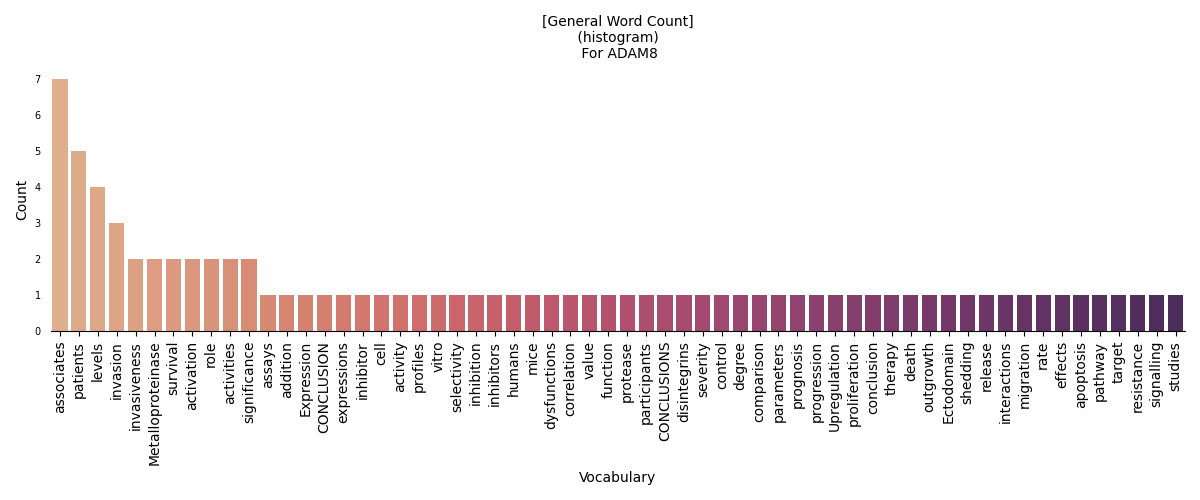 [General Word Count]
(histogram)
For ADAM8
Count
7
6
5
4
3
2
1
0
associates
patients
levels
invasion
invasiveness
Metalloproteinase
survival
activation
role
activities
significance
assays
addition
Expression
CONCLUSION
expressions
inhibitor
cell
activity
profiles
vitro
selectivity
inhibition
inhibitors
humans
mice
dysfunctions
correlation
value
function
protease
participants
CONCLUSIONS
disintegrins
severity
control
degree
comparison
parameters
prognosis
progression
Upregulation
proliferation
conclusion
therapy
death
outgrowth
Ectodomain
shedding
release
interactions
migration
rate
effects
apoptosis
pathway
target
resistance
signalling
studies
Vocabulary